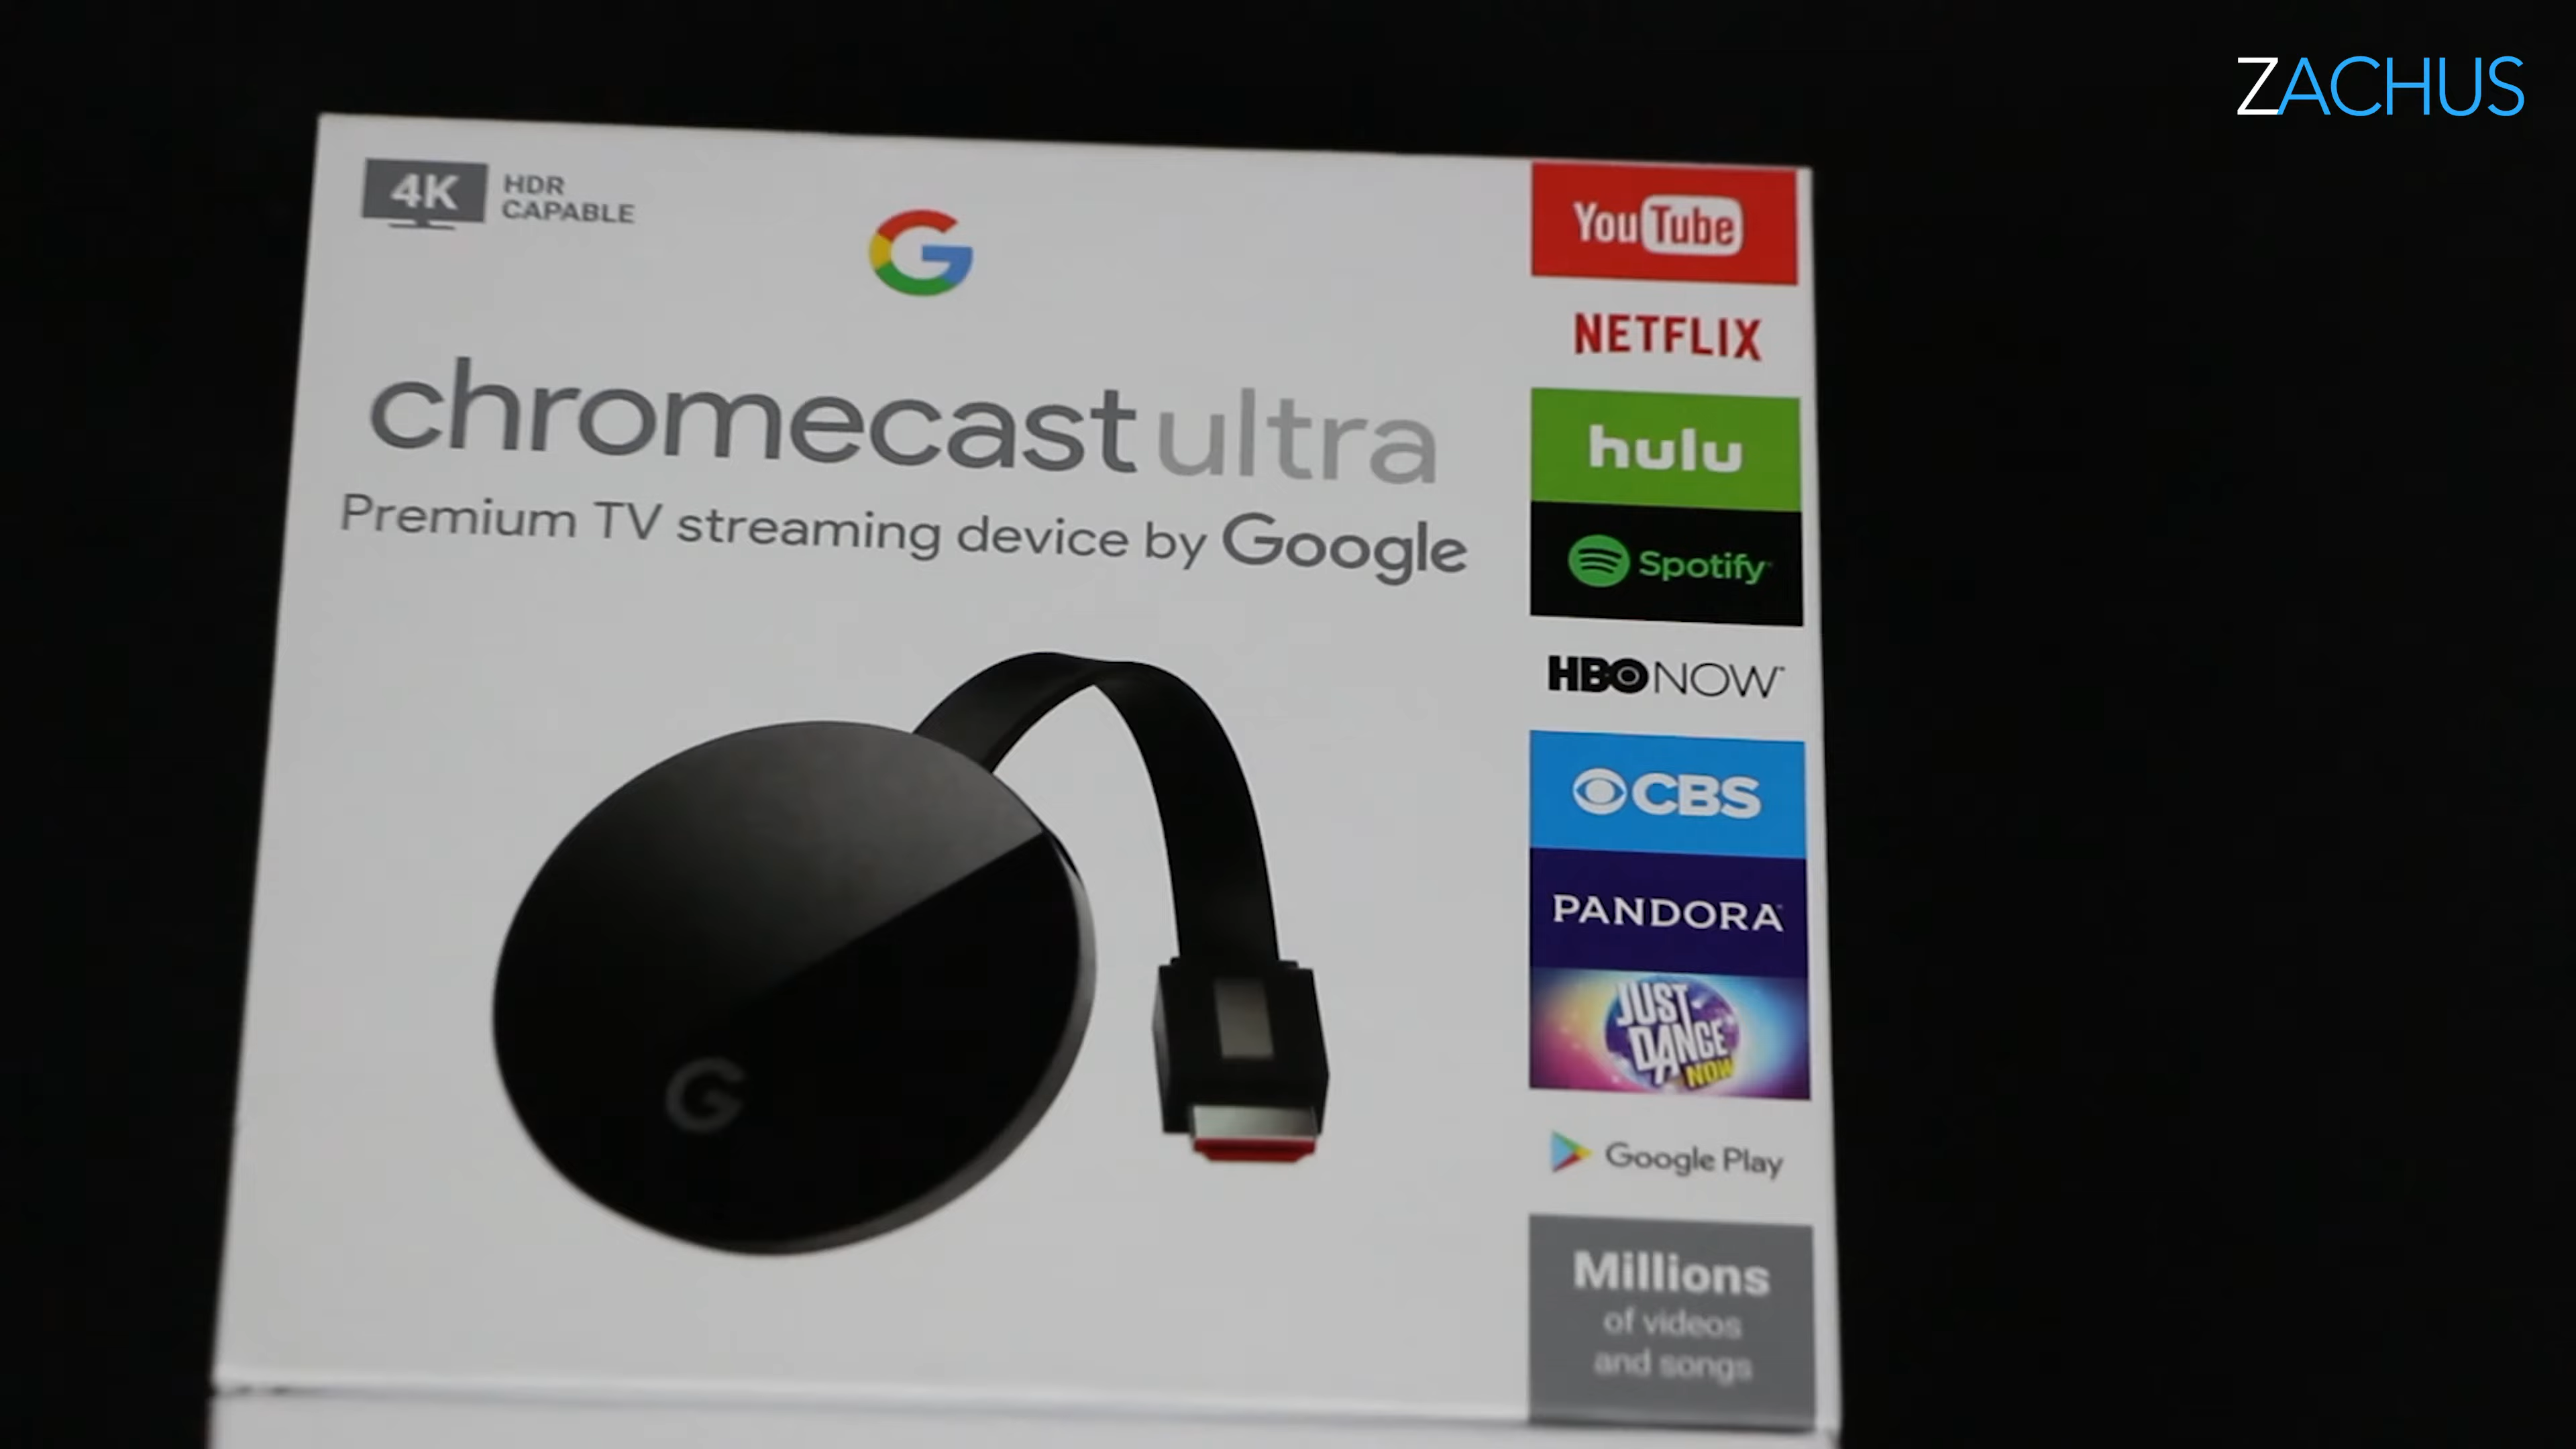 ZACHUS
4K
HDR
CAPABLE
G
chromecast ultra
Premium TV streaming device by Google
G
YouTube
NETFLIX
hulu
Spotify
HBO NOW™
CBS
PANDORA
JUST
DANCE
NOW
Google Play
Millions
of videos
and songs